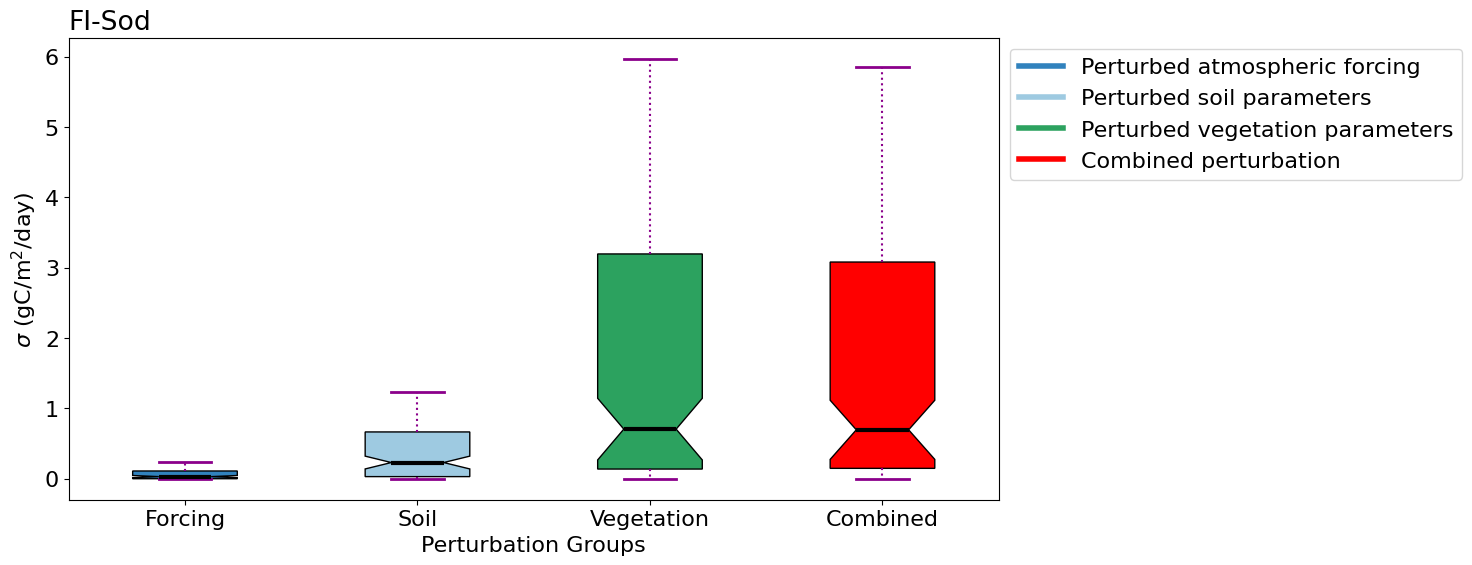 FI-Sod
6
5
4
3
2
1
0
σ (gC/m²/day)
Forcing
Soil
Vegetation
Combined
Perturbation Groups
Perturbed atmospheric forcing
Perturbed soil parameters
Perturbed vegetation parameters
Combined perturbation